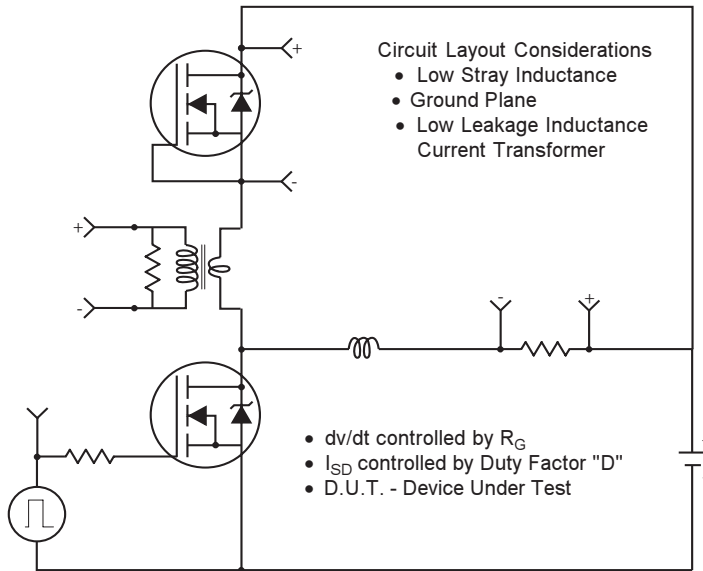 +
Circuit Layout Considerations
• Low Stray Inductance
• Ground Plane
• Low Leakage Inductance
Current Transformer
-
+
-
- +
• dv/dt controlled by RG
• ISD controlled by Duty Factor "D"
• D.U.T. - Device Under Test